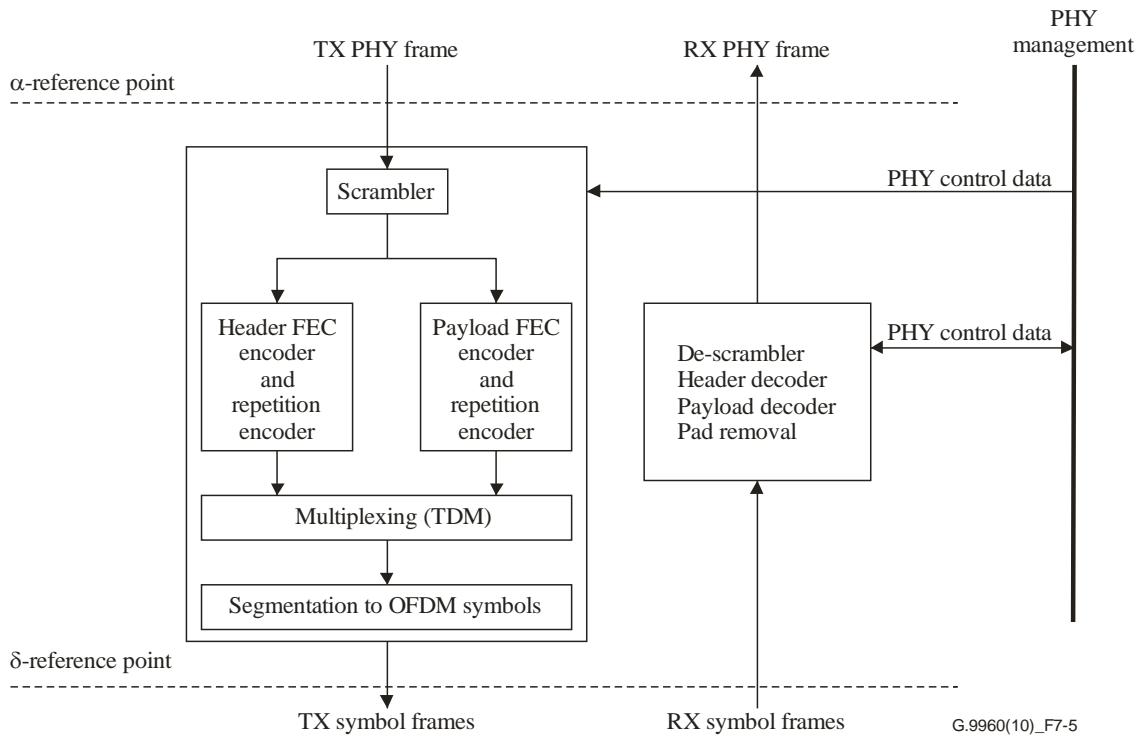 PHY
management
TX PHY frame
RX PHY frame
α-reference point
PHY control data
Scrambler
Header FEC
encoder
and
repetition
encoder
Payload FEC
encoder
and
repetition
encoder
PHY control data
De-scrambler
Header decoder
Payload decoder
Pad removal
Multiplexing (TDM)
Segmentation to OFDM symbols
δ-reference point
TX symbol frames
RX symbol frames
G.9960(10)_F7-5